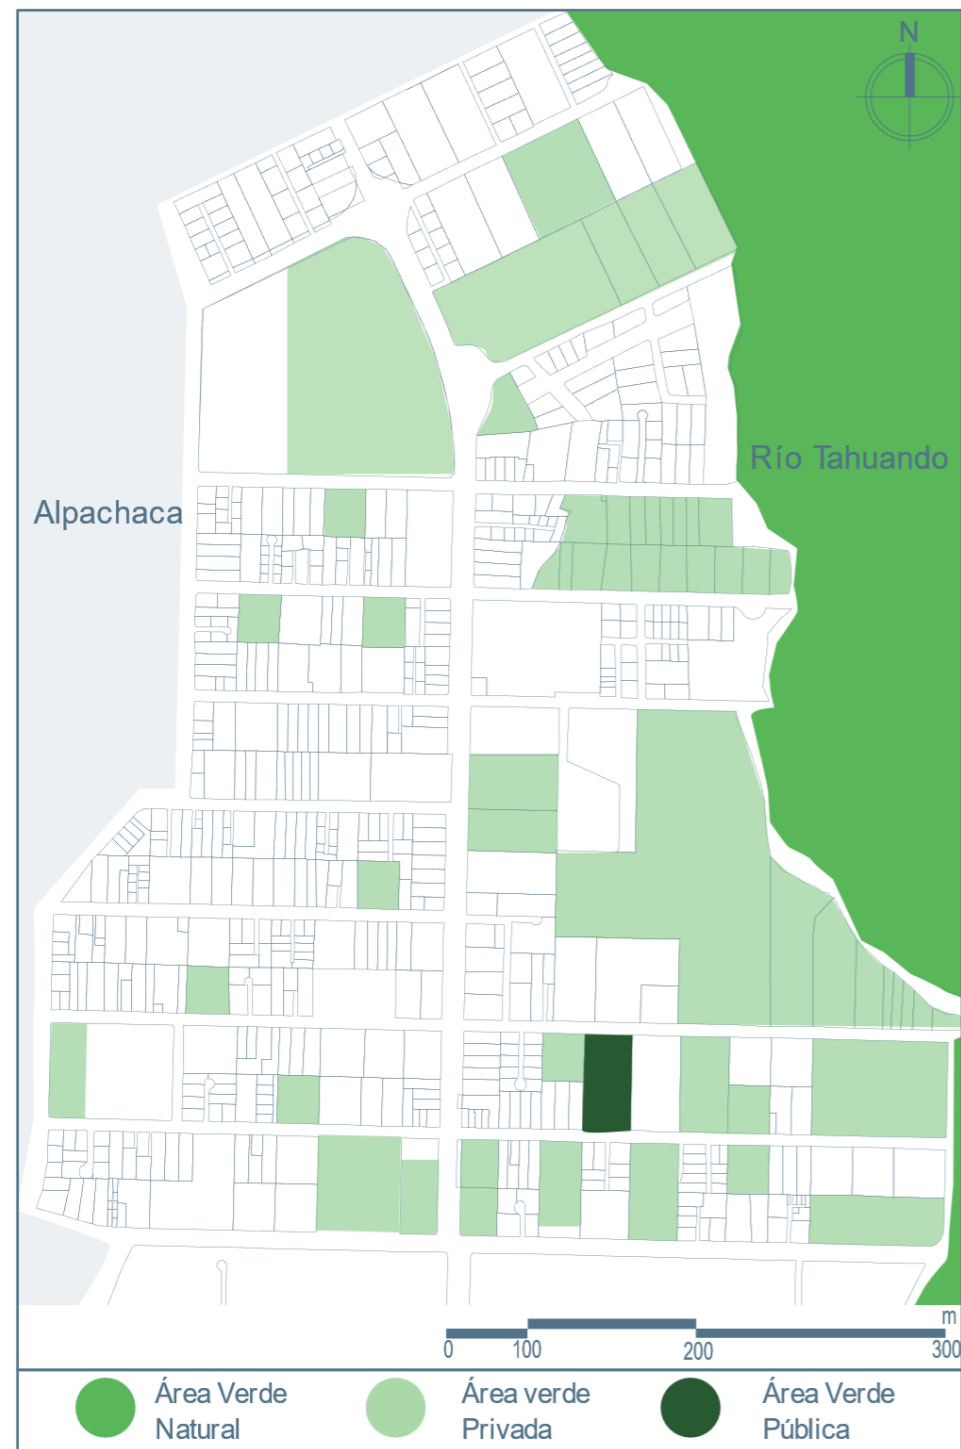 N
Río Tahuando
Alpachaca
m
0 100 200 300
Área Verde
Natural
Área verde
Privada
Área Verde
Pública